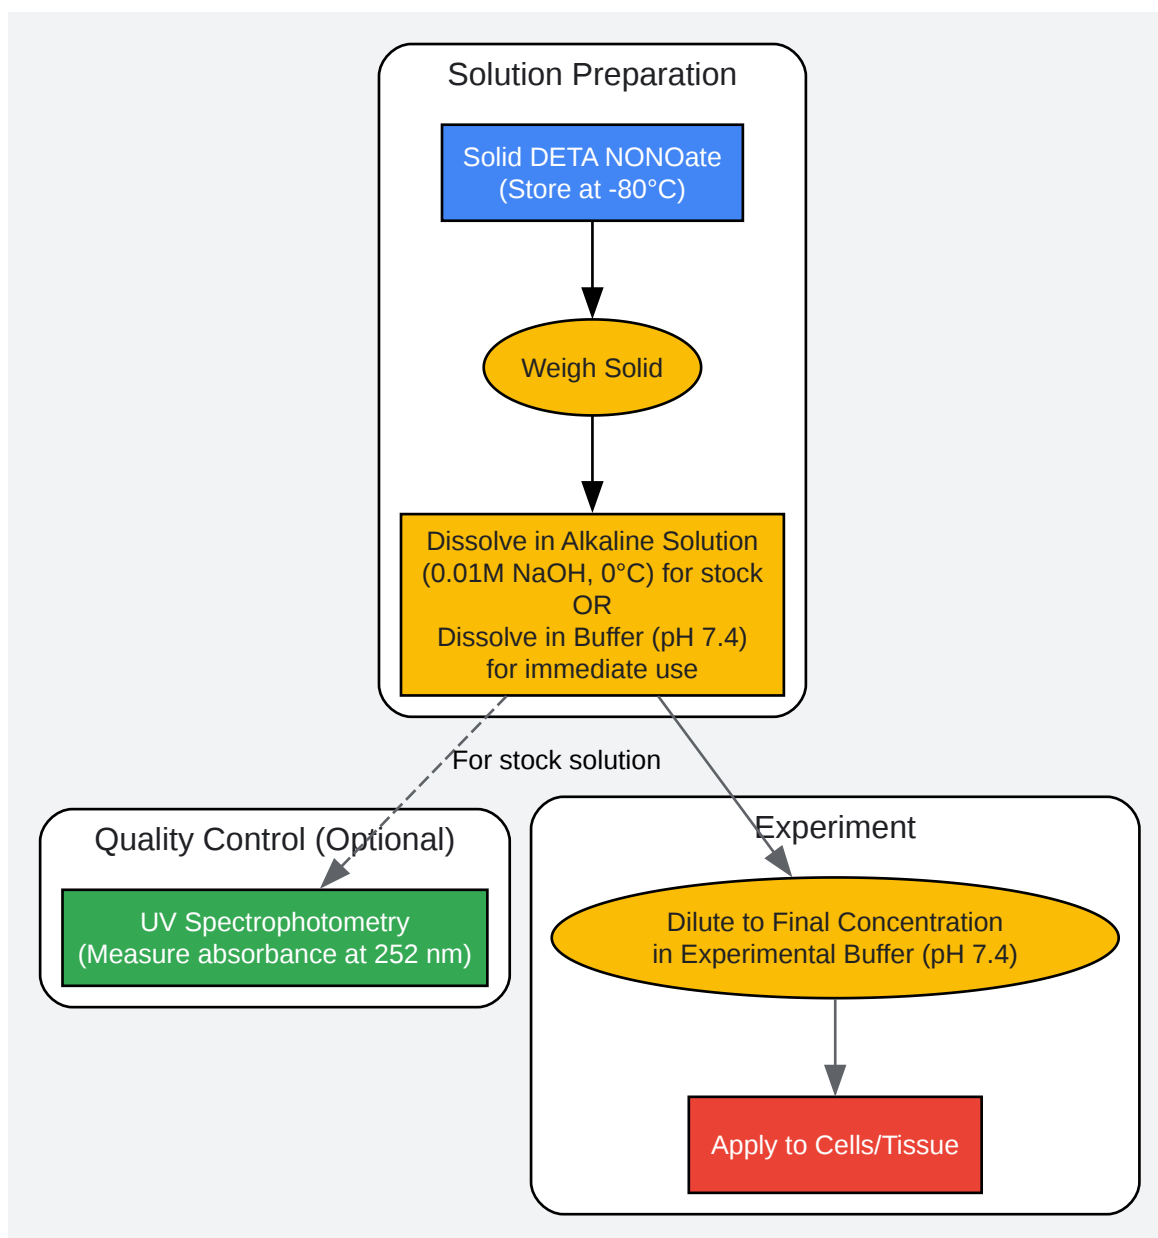 Solution Preparation
Solid DETA NONOate
(Store at -80°C)
Weigh Solid
Dissolve in Alkaline Solution
(0.01M NaOH, 0°C) for stock
OR
Dissolve in Buffer (pH 7.4)
for immediate use
For stock solution
Quality Control (Optional)
UV Spectrophotometry
(Measure absorbance at 252 nm)
Experiment
Dilute to Final Concentration
in Experimental Buffer (pH 7.4)
Apply to Cells/Tissue